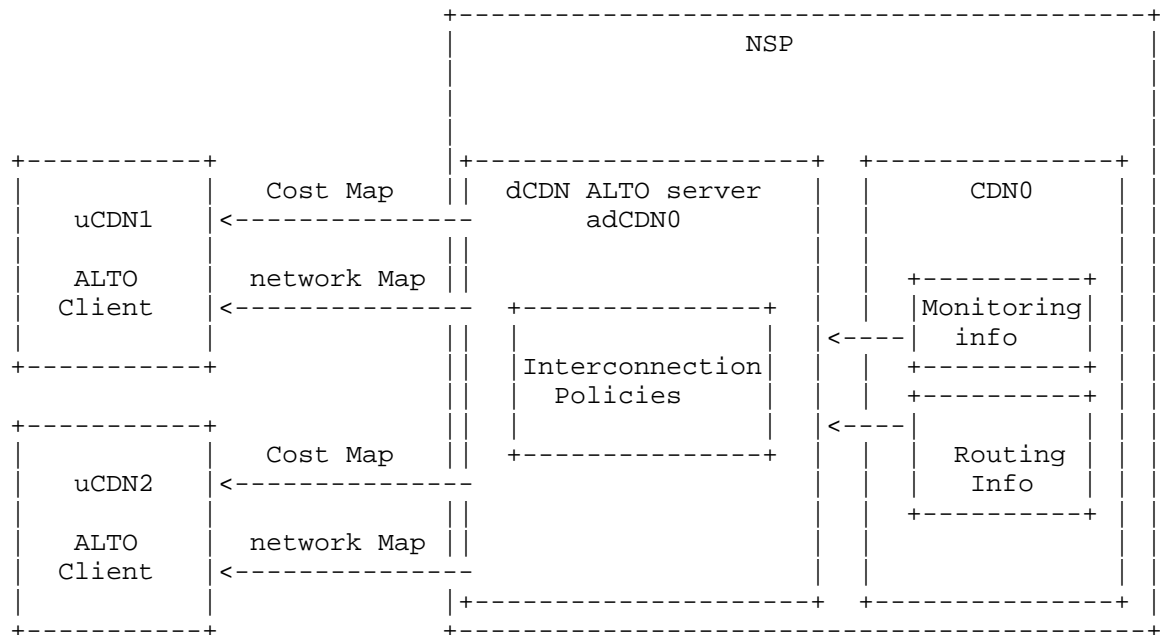 NSP
Cost Map dCDN ALTO server CDN0
uCDN1 adCDN0
ALTO network Map
Client Monitoring
info
Interconnection
Policies
Cost Map Routing
uCDN2 Info
ALTO network Map
Client